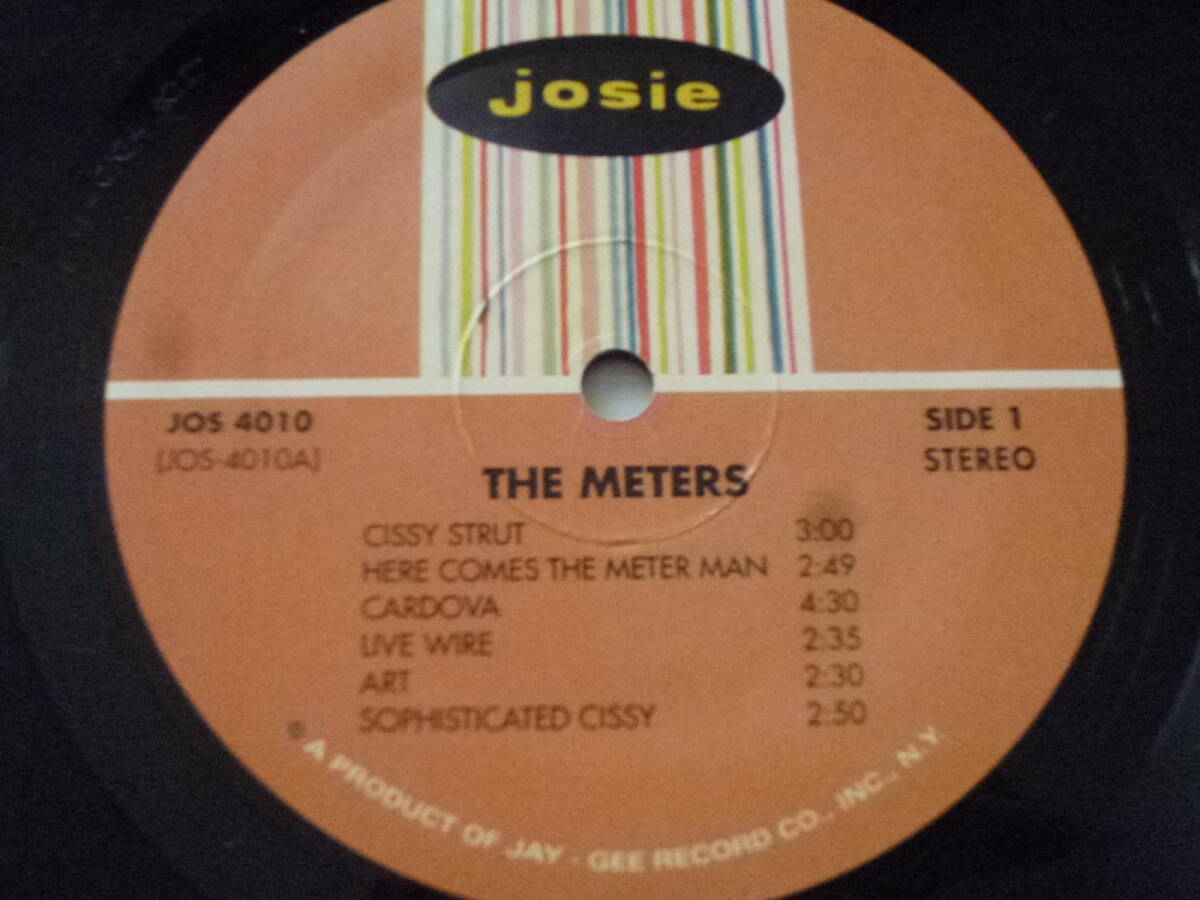 josie
JOS 4010
(JOS-4010A)
SIDE 1
STEREO
THE METERS
CISSY STRUT 3:00
HERE COMES THE METER MAN 2:49
CARDOVA 4:30
LIVE WIRE 2:35
ART 2:30
SOPHISTICATED CISSY 2:50
A PRODUCT OF JAY - GEE RECORD CO., INC., N.Y.